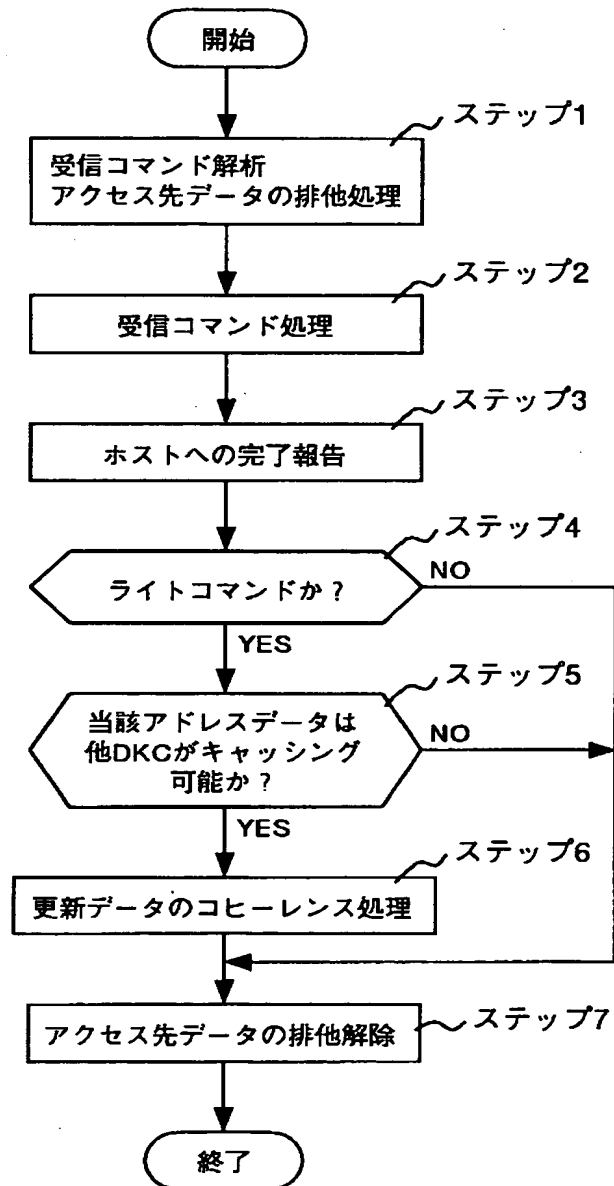 開始
ステップ1
受信コマンド解析
アクセス先データの排他処理
ステップ2
受信コマンド処理
ステップ3
ホストへの完了報告
ステップ4
ライトコマンドか？
NO
YES
ステップ5
当該アドレスデータは
他DKCがキャッシング
可能か？
NO
YES
ステップ6
更新データのコヒーレンス処理
ステップ7
アクセス先データの排他解除
終了